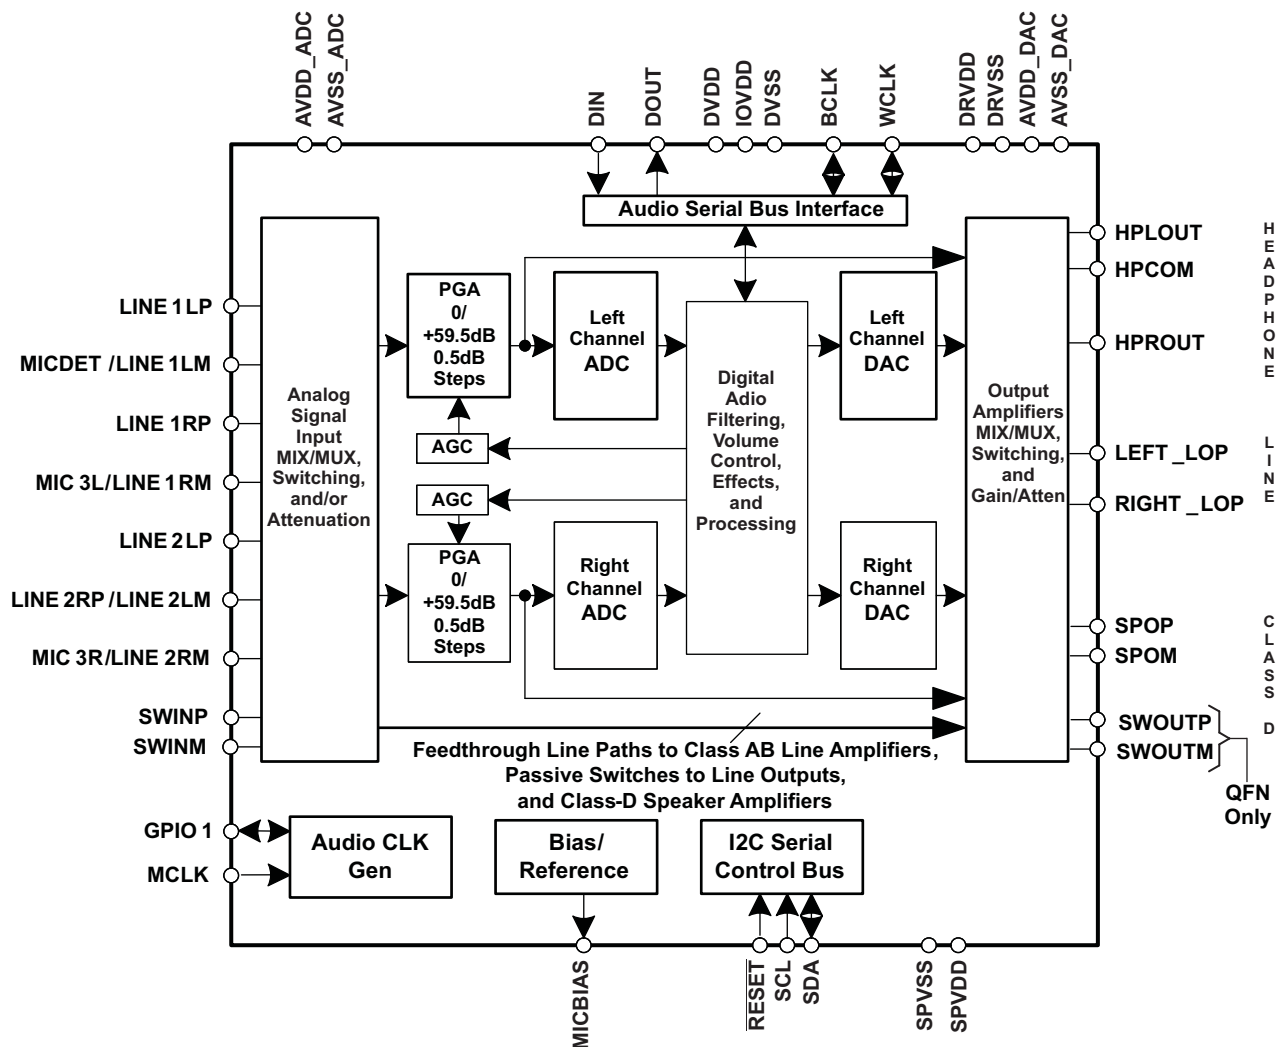 AVDD_ADC
AVSS_ADC
DIN
DOUT
DVDD
IOVDD
DVSS
BCLK
WCLK
DRVDD
DRVSS
AVDD_DAC
AVSS_DAC
Audio Serial Bus Interface
LINE 1LP
MICDET /LINE 1LM
LINE 1RP
MIC 3L/LINE 1RM
LINE 2LP
LINE 2RP /LINE 2LM
MIC 3R/LINE 2RM
SWINP
SWINM
GPIO 1
MCLK
Analog
Signal
Input
MIX/MUX,
Switching,
and/or
Attenuation
PGA
0/
+59.5dB
0.5dB
Steps
AGC
AGC
PGA
0/
+59.5dB
0.5dB
Steps
Left
Channel
ADC
Right
Channel
ADC
Digital
Adio
Filtering,
Volume
Control,
Effects,
and
Processing
Left
Channel
DAC
Right
Channel
DAC
Output
Amplifiers
MIX/MUX,
Switching,
and
Gain/Atten
HPLOUT
HPCOM
HPROUT
HEADPHONE
LEFT _LOP
RIGHT _LOP
LINE
SPOP
SPOM
CLASS D
SWOUTP
SWOUTM
QFN
Only
Feedthrough Line Paths to Class AB Line Amplifiers,
Passive Switches to Line Outputs,
and Class-D Speaker Amplifiers
Audio CLK
Gen
Bias/
Reference
I2C Serial
Control Bus
MICBIAS
RESET
SCL
SDA
SPVSS
SPVDD